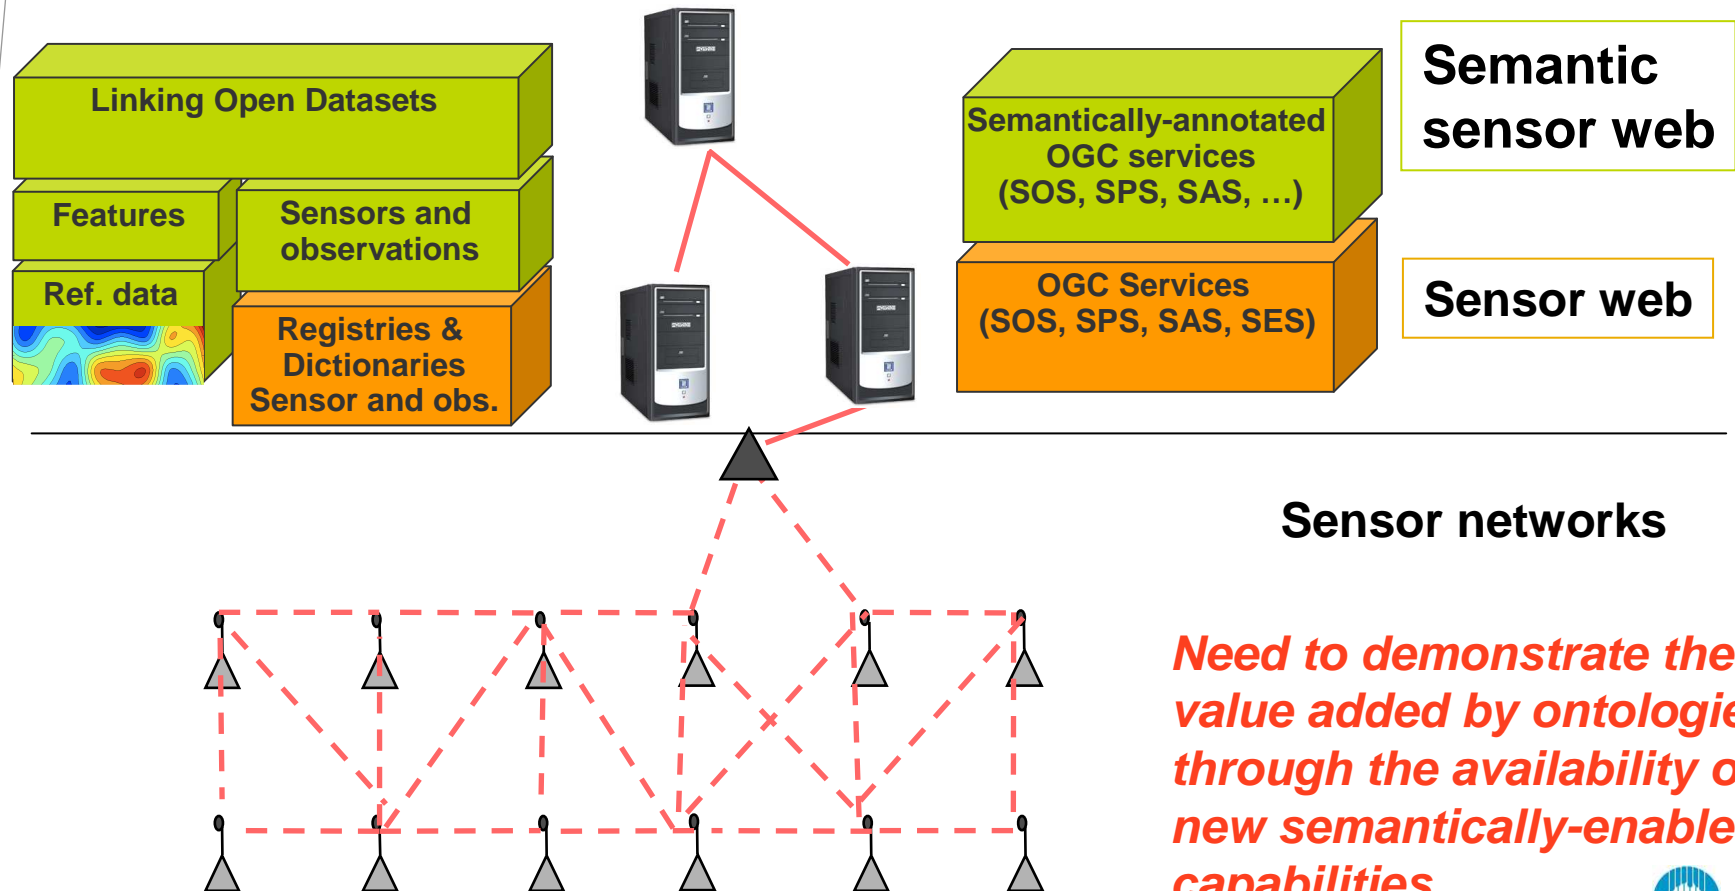 Linking Open Datasets
Features
Sensors and
observations
Ref. data
Registries &
Dictionaries
Sensor and obs.
Semantically-annotated
OGC services
(SOS, SPS, SAS, …)
OGC Services
(SOS, SPS, SAS, SES)
Semantic
sensor web
Sensor web
Sensor networks
Need to demonstrate the
value added by ontologie
through the availability o
new semantically-enable
capabilities